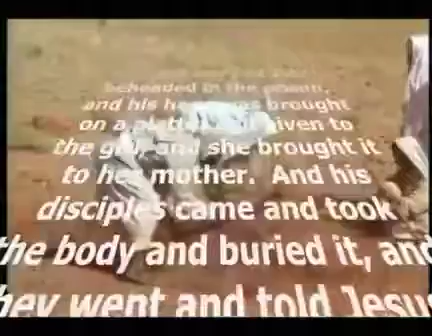 beheaded in the prison,
and his head was brought
on a platter and given to
the girl, and she brought it
to her mother. And his
disciples came and took
the body and buried it, and
they went and told Jesus